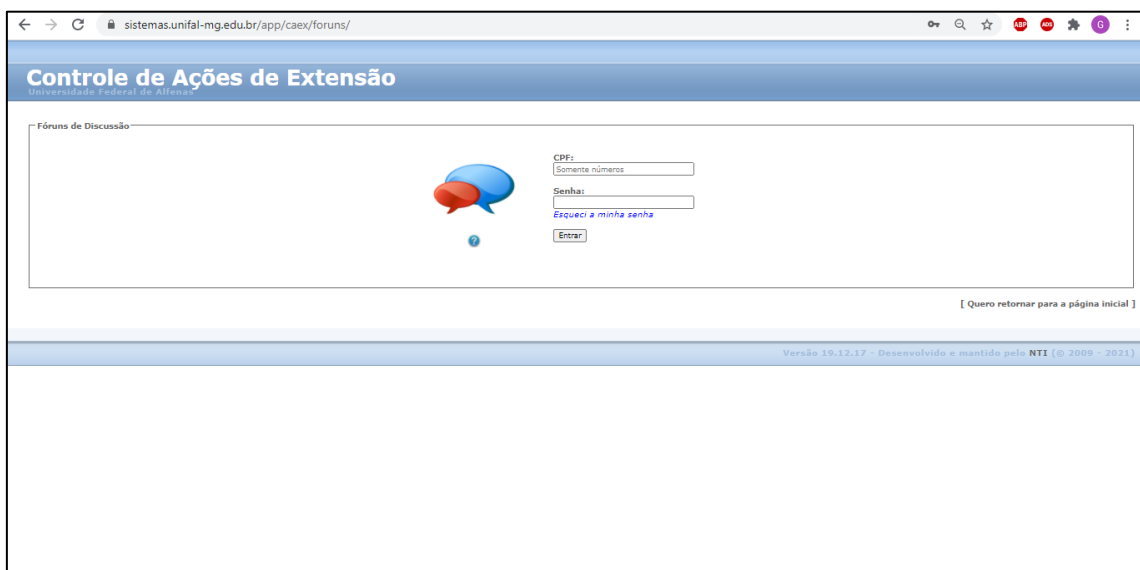 sistemas.unifal-mg.edu.br/app/caex/foruns/
ABP
ADS
G
Controle de Ações de Extensão
Universidade Federal de Alfenas
Fóruns de Discussão
CPF:
Somente números
Senha:
Esqueci a minha senha
?
Entrar
[ Quero retornar para a página inicial ]
Versão 19.12.17 - Desenvolvido e mantido pelo NTI (© 2009 - 2021)